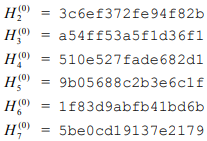 H₂⁽⁰⁾ = 3c6ef372fe94f82b
H₃⁽⁰⁾ = a54ff53a5f1d36f1
H₄⁽⁰⁾ = 510e527fade682d1
H₅⁽⁰⁾ = 9b05688c2b3e6c1f
H₆⁽⁰⁾ = 1f83d9abfb41bd6b
H₇⁽⁰⁾ = 5be0cd19137e2179